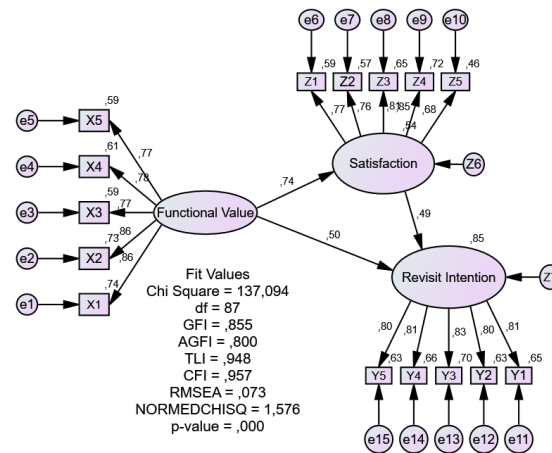 e6 e7 e8 e9 e10
,59 ,57 ,65 ,72 ,46
Z1 Z2 Z3 Z4 Z5
,77 ,76 ,81 ,85 ,68
,54
Satisfaction
Z6
e5 X5 ,59
,77
e4 X4 ,61
,78
e3 X3 ,59
,77
e2 X2 ,73
,86
e1 X1 ,74
,86
Functional Value
,74
,50
,49
,85
Revisit Intention
,80 ,81 ,83 ,80 ,81
,63 ,66 ,70 ,63 ,65
Y5 Y4 Y3 Y2 Y1
e15 e14 e13 e12 e11
Fit Values
Chi Square = 137,094
df = 87
GFI = ,855
AGFI = ,800
TLI = ,948
CFI = ,957
RMSEA = ,073
NORMEDCHISQ = 1,576
p-value = ,000